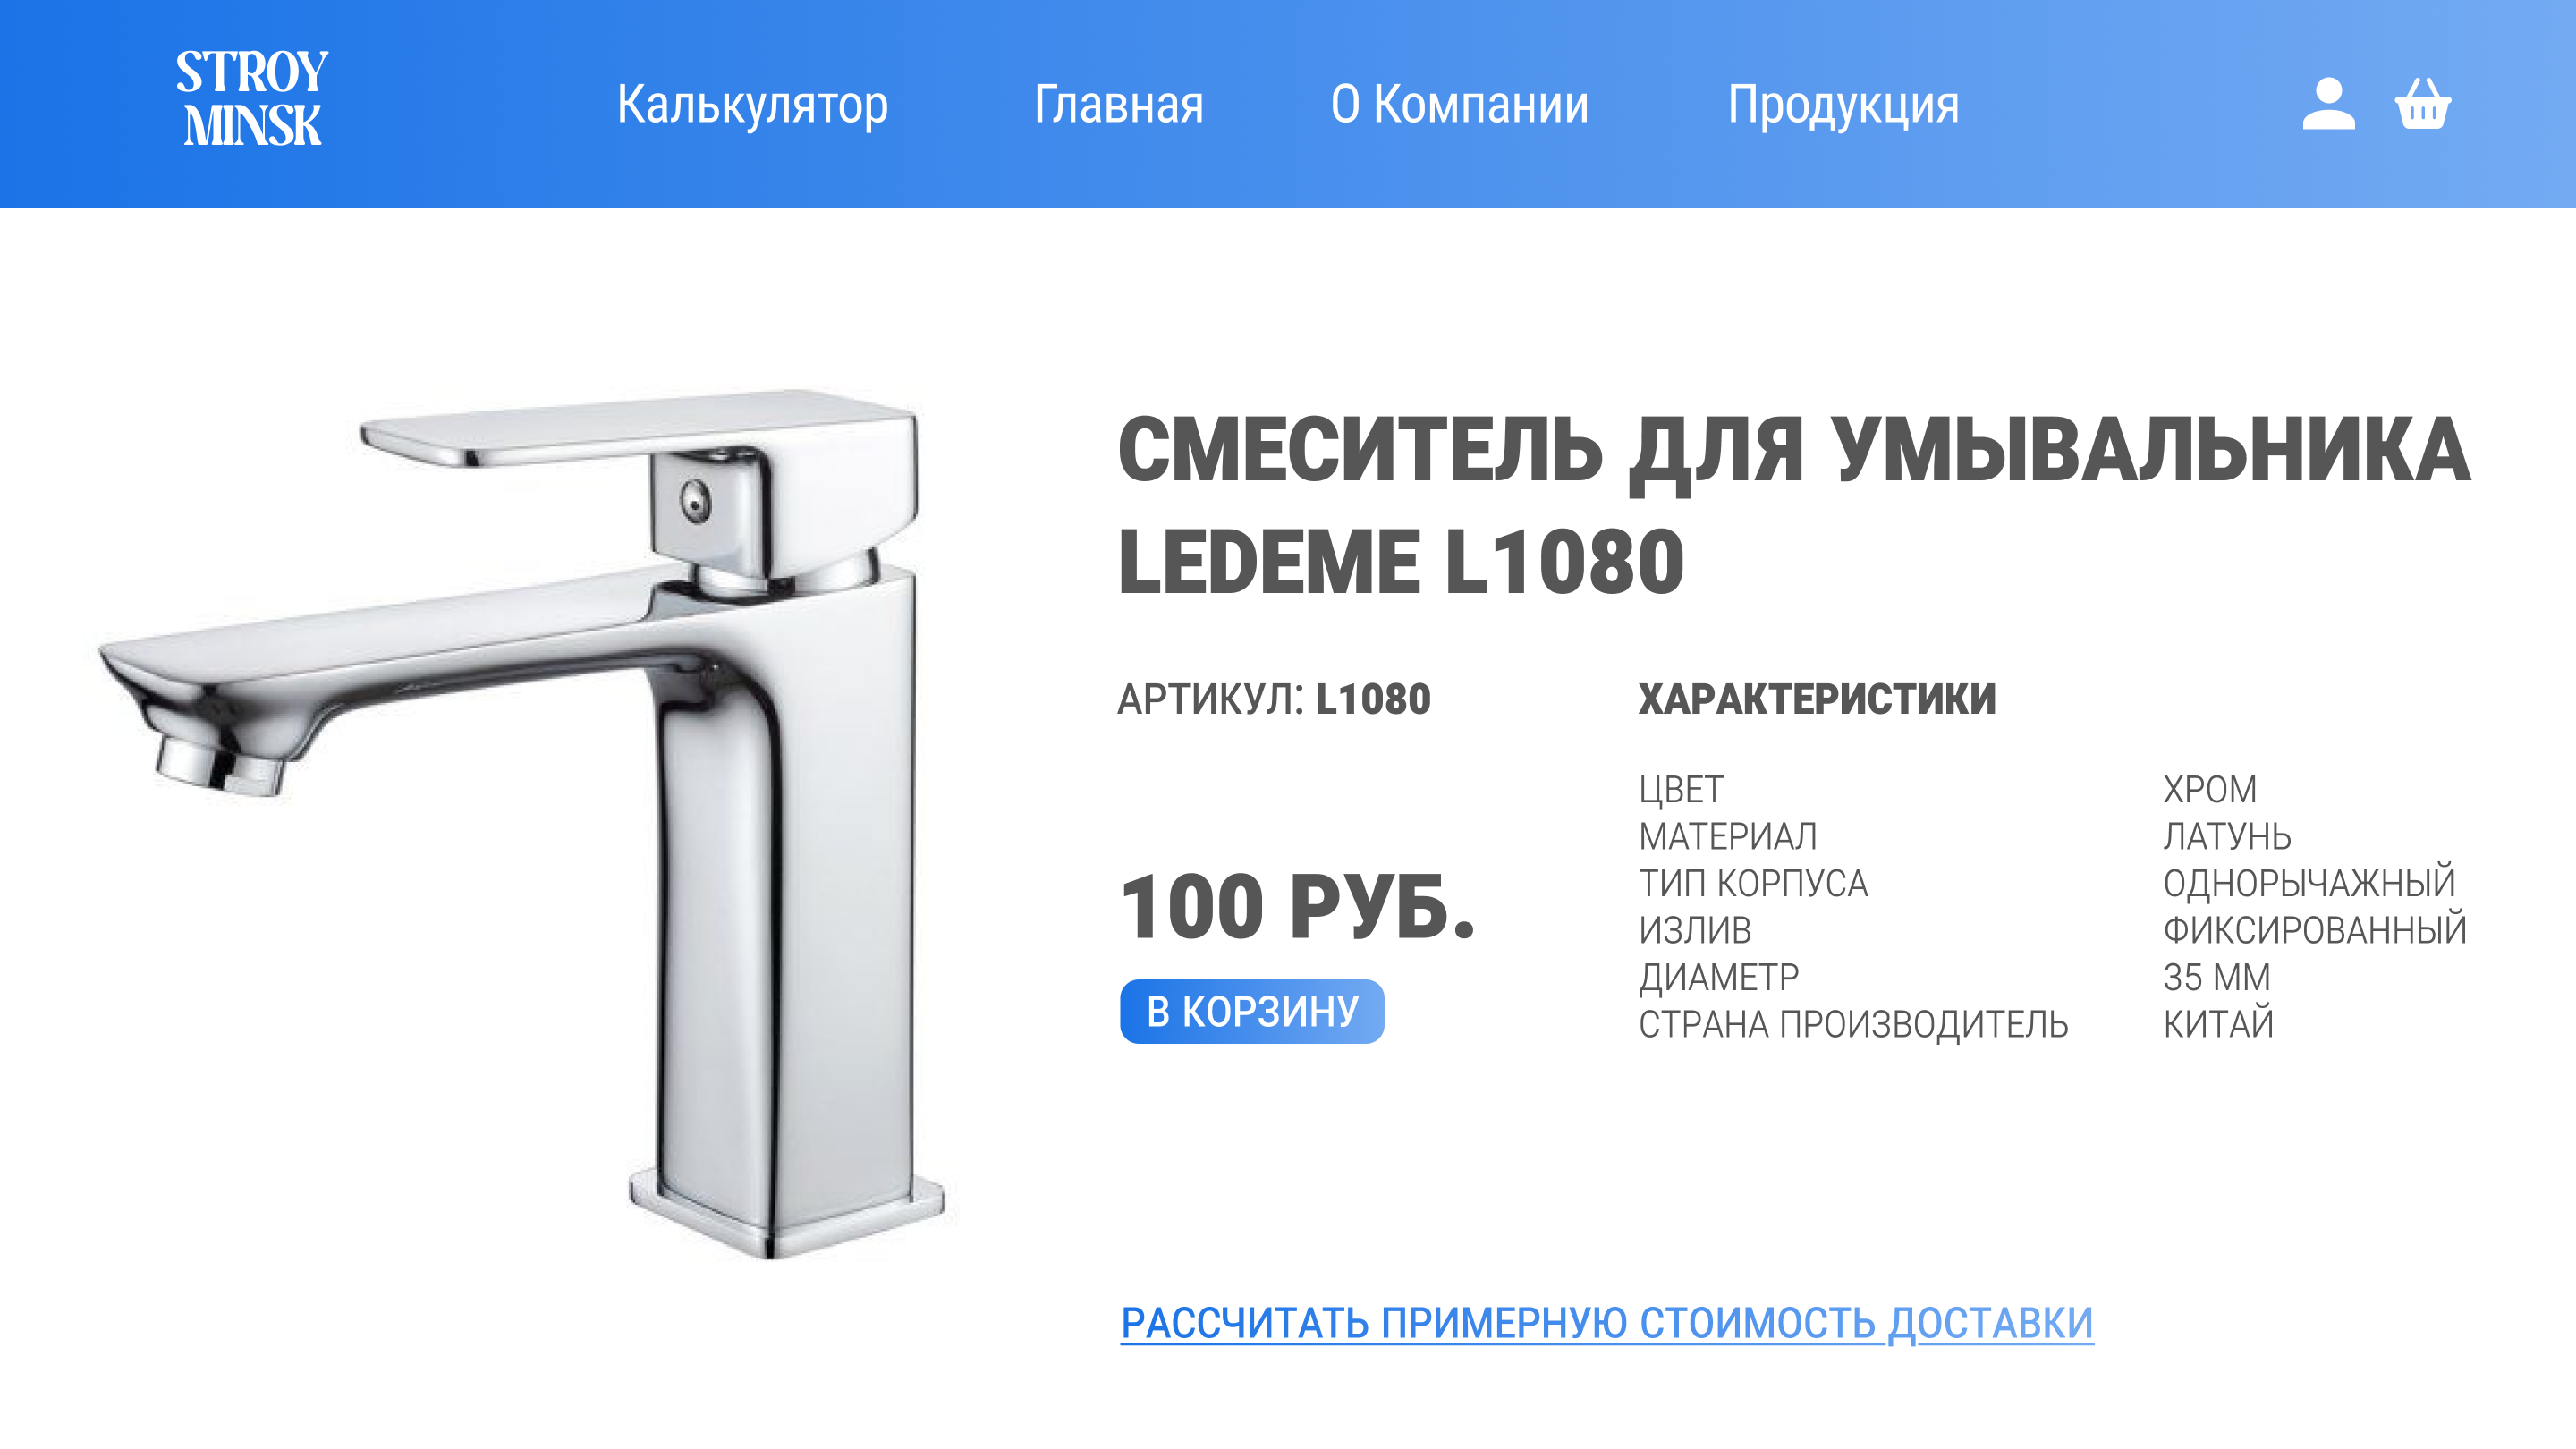 STROY
MINSK
Калькулятор Главная О Компании Продукция
СМЕСИТЕЛЬ ДЛЯ УМЫВАЛЬНИКА
LEDEME L1080
АРТИКУЛ: L1080
ХАРАКТЕРИСТИКИ
ЦВЕТ ХРОМ
МАТЕРИАЛ ЛАТУНЬ
ТИП КОРПУСА ОДНОРЫЧАЖНЫЙ
ИЗЛИВ ФИКСИРОВАННЫЙ
ДИАМЕТР 35 ММ
СТРАНА ПРОИЗВОДИТЕЛЬ КИТАЙ
100 РУБ.
В КОРЗИНУ
РАССЧИТАТЬ ПРИМЕРНУЮ СТОИМОСТЬ ДОСТАВКИ